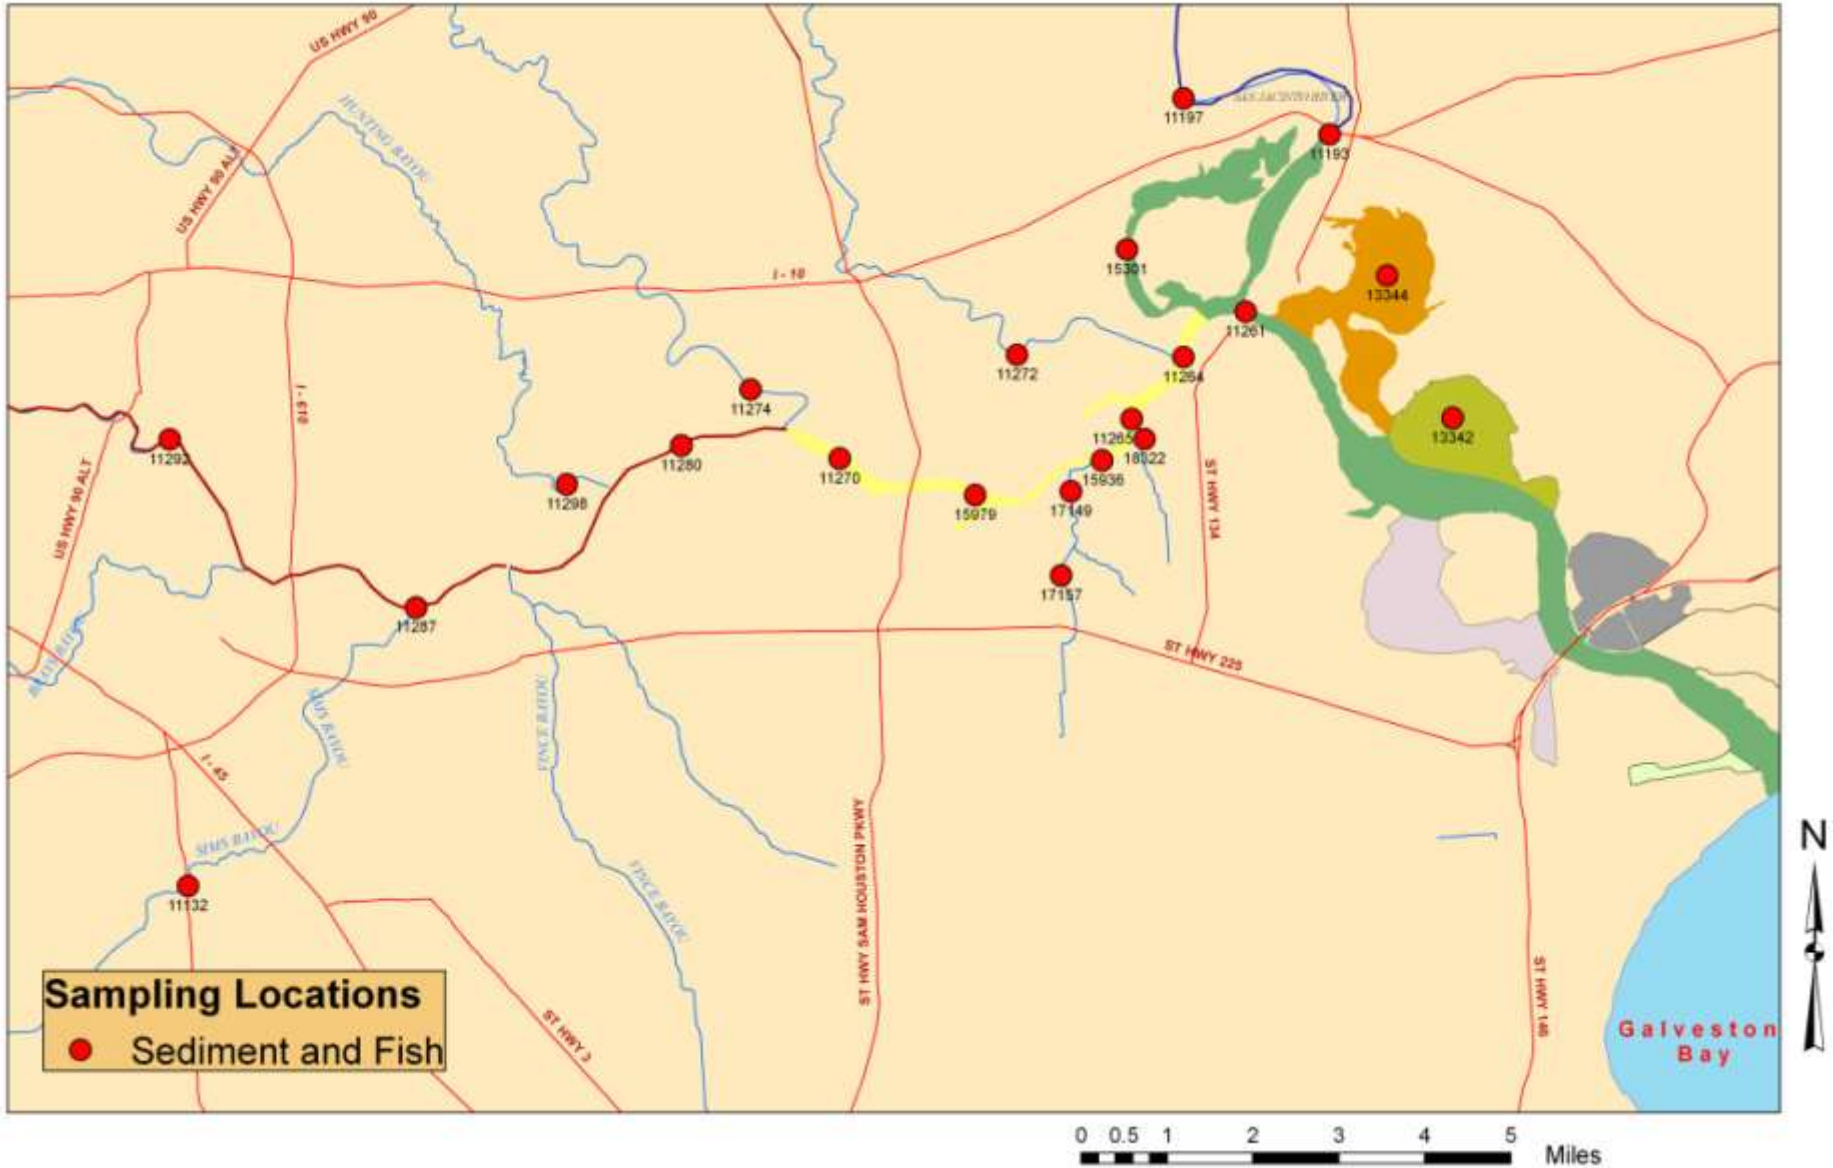 US HWY 90
HUNTING BAYOU
US HWY 90 ALT
SAN JACINTO RIVER
11197
11193
15301
I - 10
13344
11261
11272
11264
I - 610
11274
11265
13342
18322
11292
11280
11270
15936
11298
15979
17149
ST HWY 134
US HWY 90 ALT
17157
11287
ST HWY 225
SIMS BAYOU
VINCE BAYOU
I - 45
SIMS BAYOU
ST HWY SAM HOUSTON PKWY
VINCE BAYOU
11132
N
ST HWY 146
Sampling Locations
Sediment and Fish
ST HWY 3
Galveston
Bay
0 0.5 1 2 3 4 5
Miles